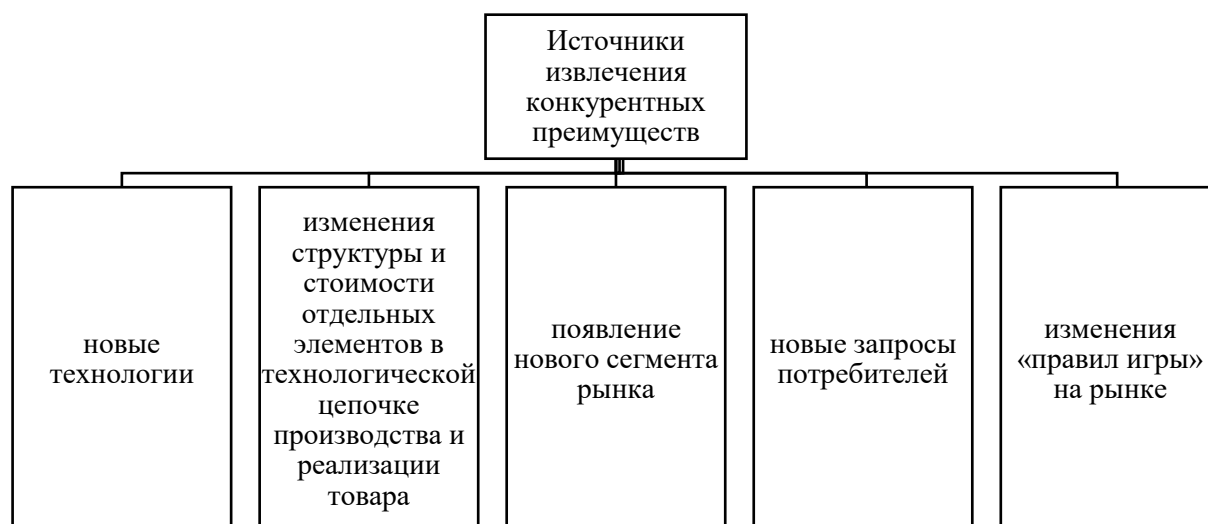 Источники
извлечения
конкурентных
преимуществ
новые
технологии
изменения
структуры и
стоимости
отдельных
элементов в
технологической
цепочке
производства и
реализации
товара
появление
нового сегмента
рынка
новые запросы
потребителей
изменения
«правил игры»
на рынке